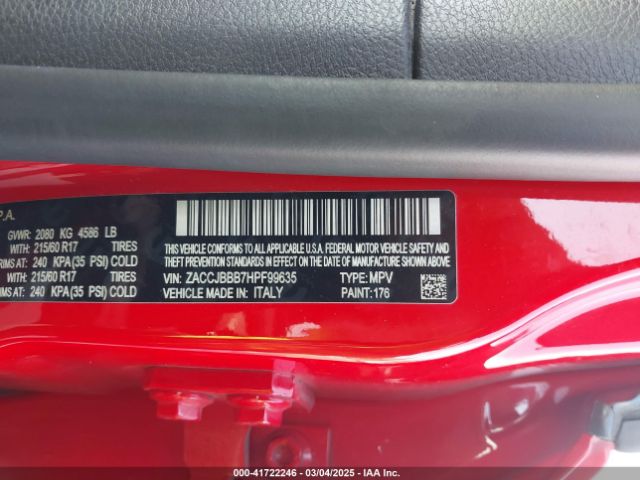 P.A.
GVWR: 2080 KG 4586 LB
WITH: 215/60 R17 TIRES
RIMS AT: 240 KPA (35 PSI) COLD
WITH: 215/60 R17 TIRES
RIMS AT: 240 KPA (35 PSI) COLD
THIS VEHICLE CONFORMS TO ALL APPLICABLE U.S.A. FEDERAL MOTOR VEHICLE SAFETY AND
THEFT PREVENTION STANDARDS IN EFFECT ON THE DATE OF MANUFACTURE SHOWN ABOVE.
VIN: ZACCJBBB7HPF99635 TYPE: MPV
VEHICLE MADE IN: ITALY PAINT: 176
000-41722246 - 03/04/2025 - IAA Inc.